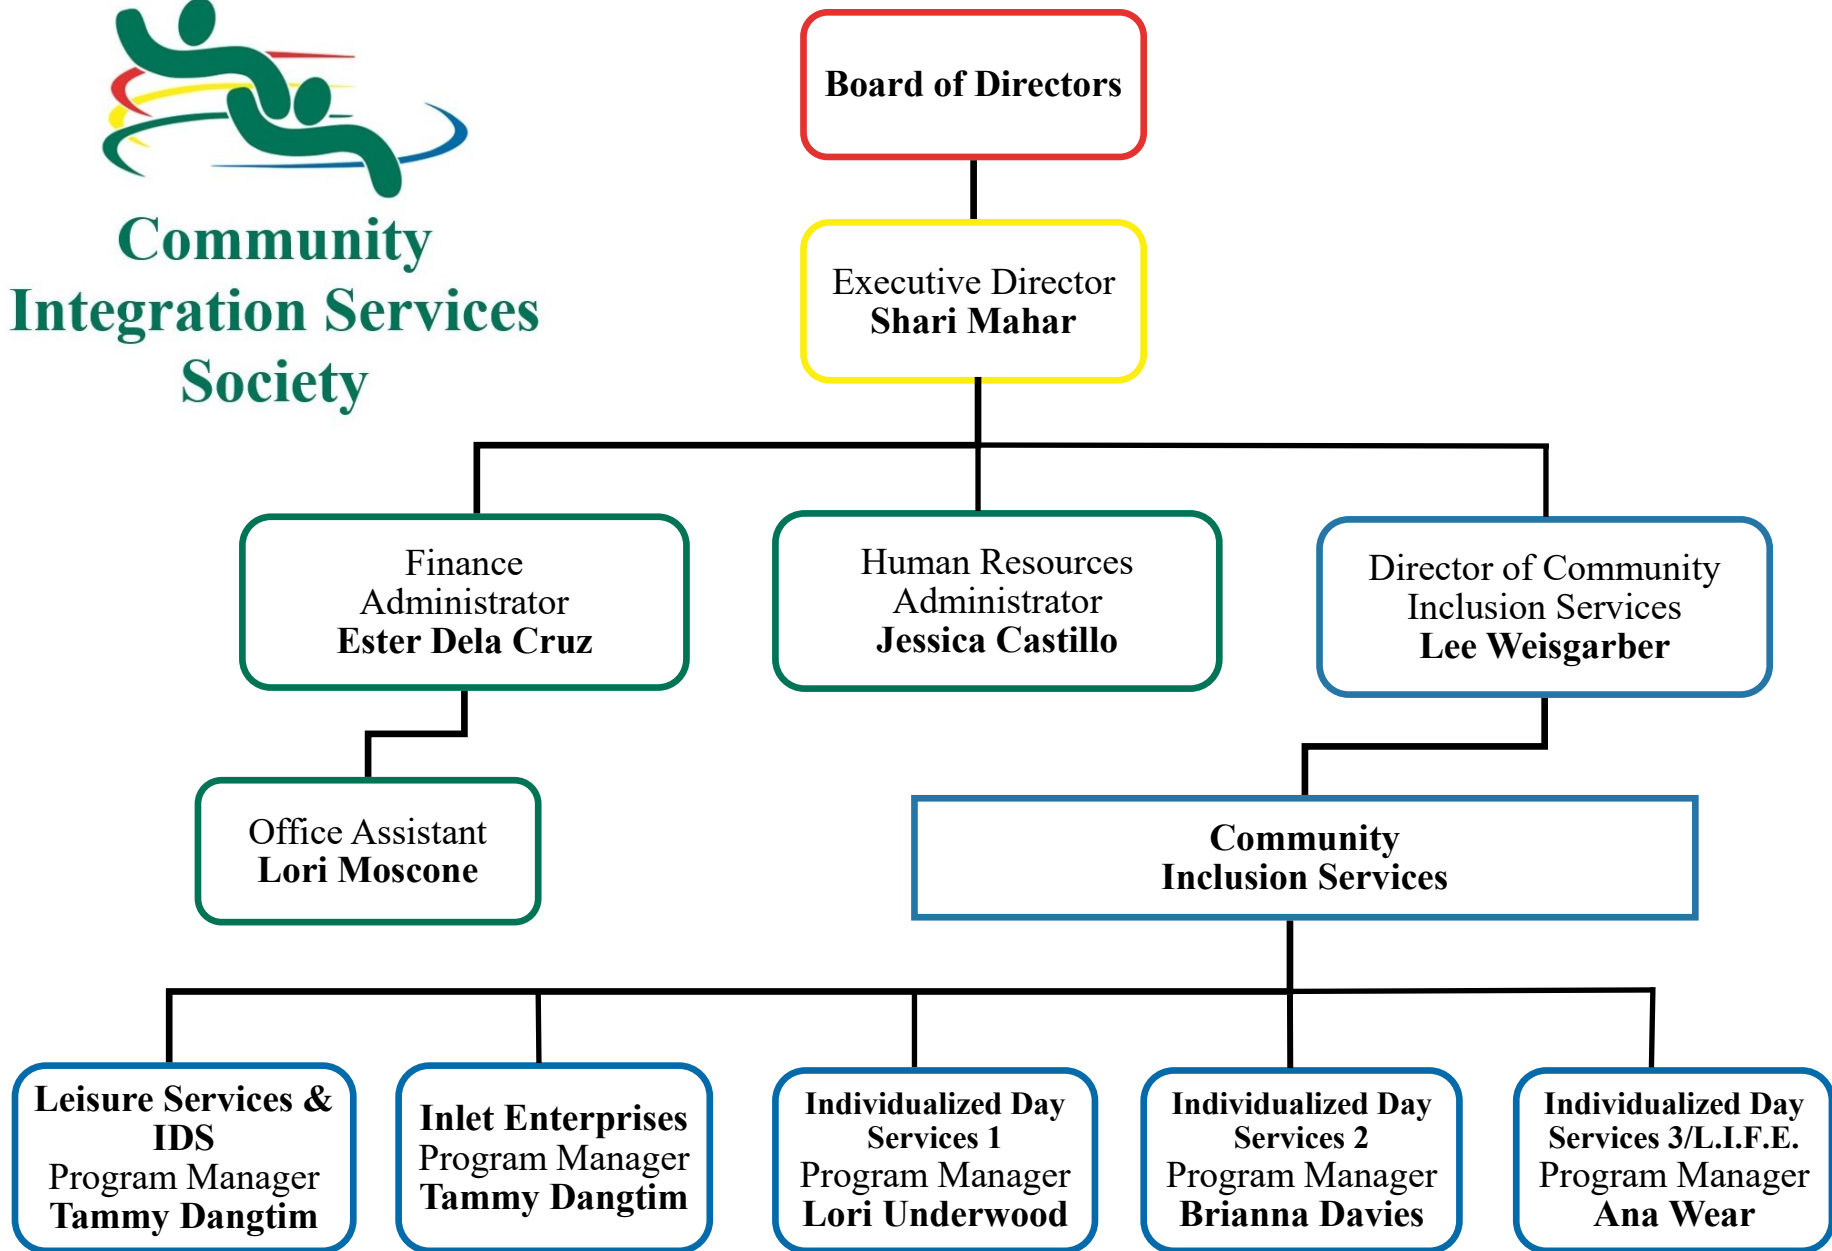 Community
Integration Services
Society
Board of Directors
Executive Director
Shari Mahar
Finance
Administrator
Ester Dela Cruz
Human Resources
Administrator
Jessica Castillo
Director of Community
Inclusion Services
Lee Weisgarber
Office Assistant
Lori Moscone
Community
Inclusion Services
Leisure Services &
IDS
Program Manager
Tammy Dangtim
Inlet Enterprises
Program Manager
Tammy Dangtim
Individualized Day
Services 1
Program Manager
Lori Underwood
Individualized Day
Services 2
Program Manager
Brianna Davies
Individualized Day
Services 3/L.I.F.E.
Program Manager
Ana Wear